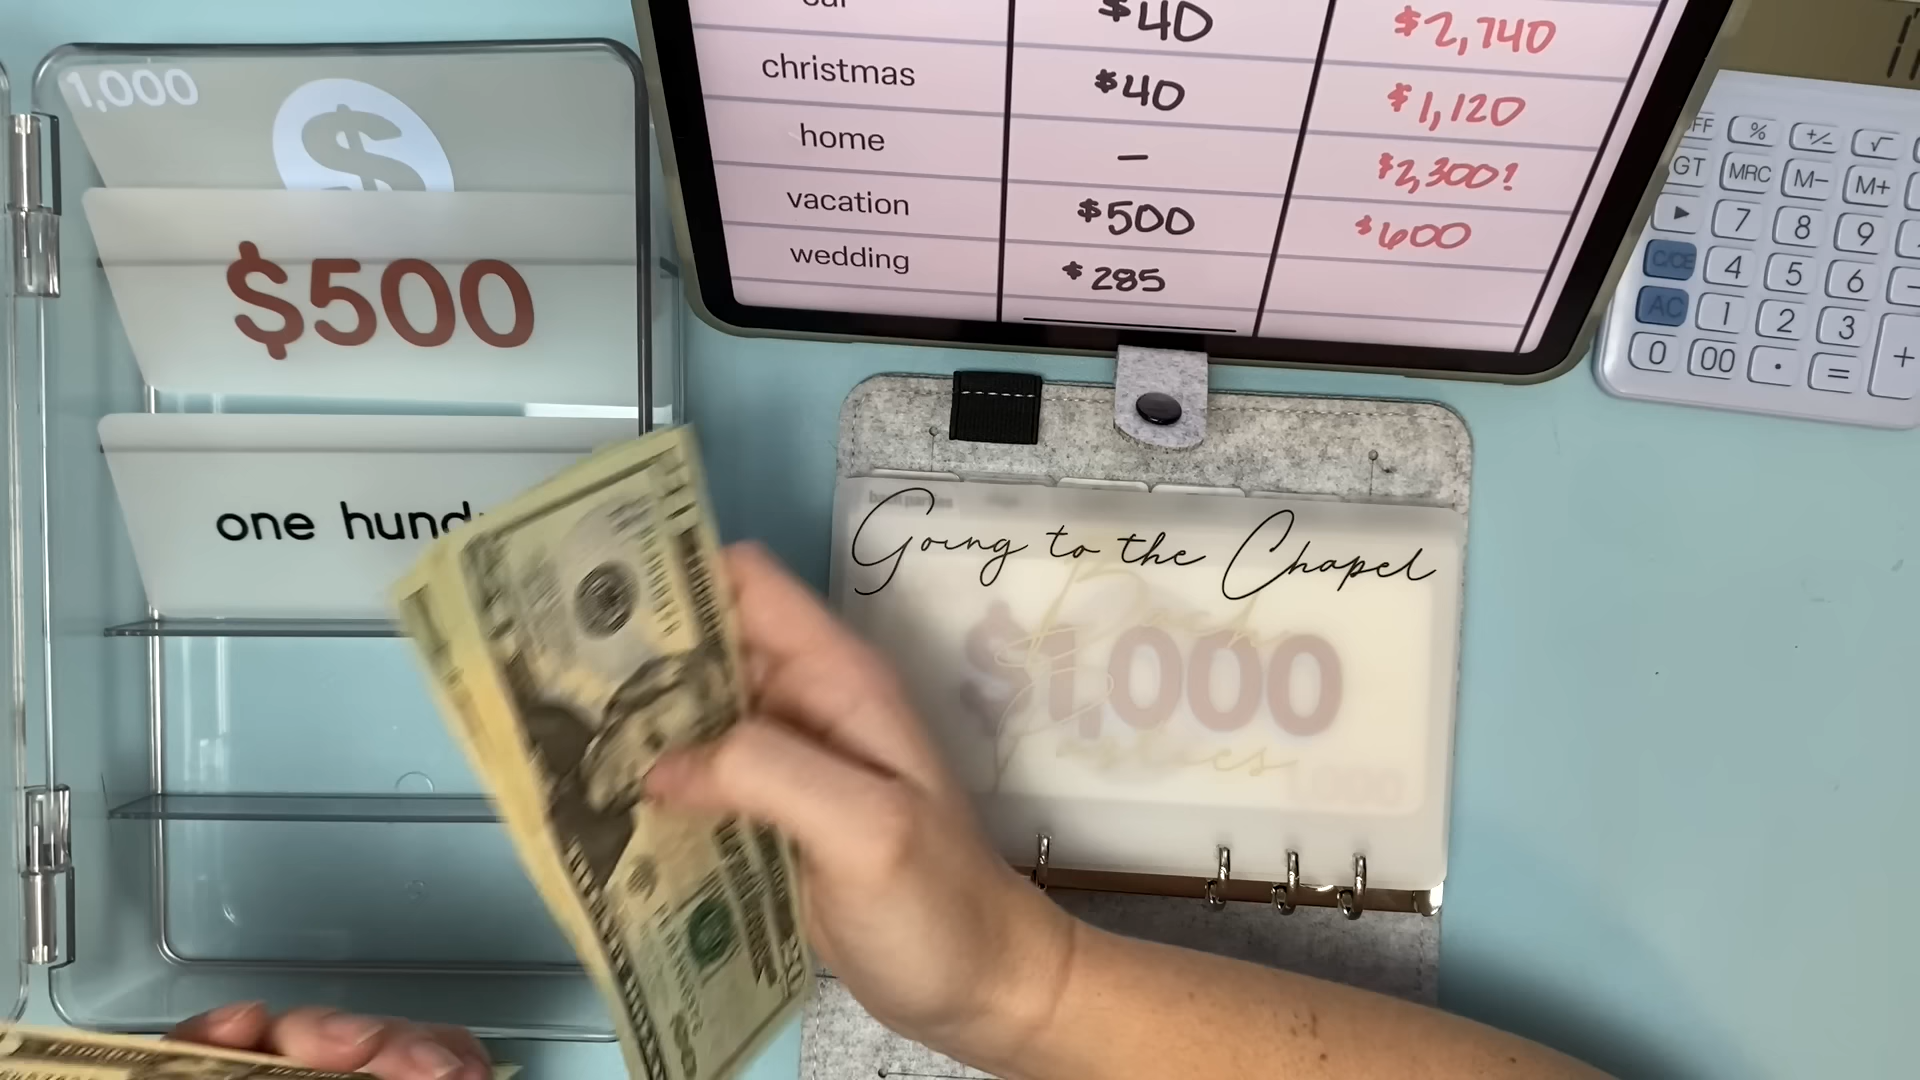 1,000
$
$500
one hund
$40 $2,740
christmas $40 $1,120
home — $2,300!
vacation $500 $600
wedding $285
Going to the Chapel
Bach
$1,000
Parties
% +/- √
GT MRC M- M+
7 8 9
C/CE 4 5 6 -
AC 1 2 3
0 00 . = +